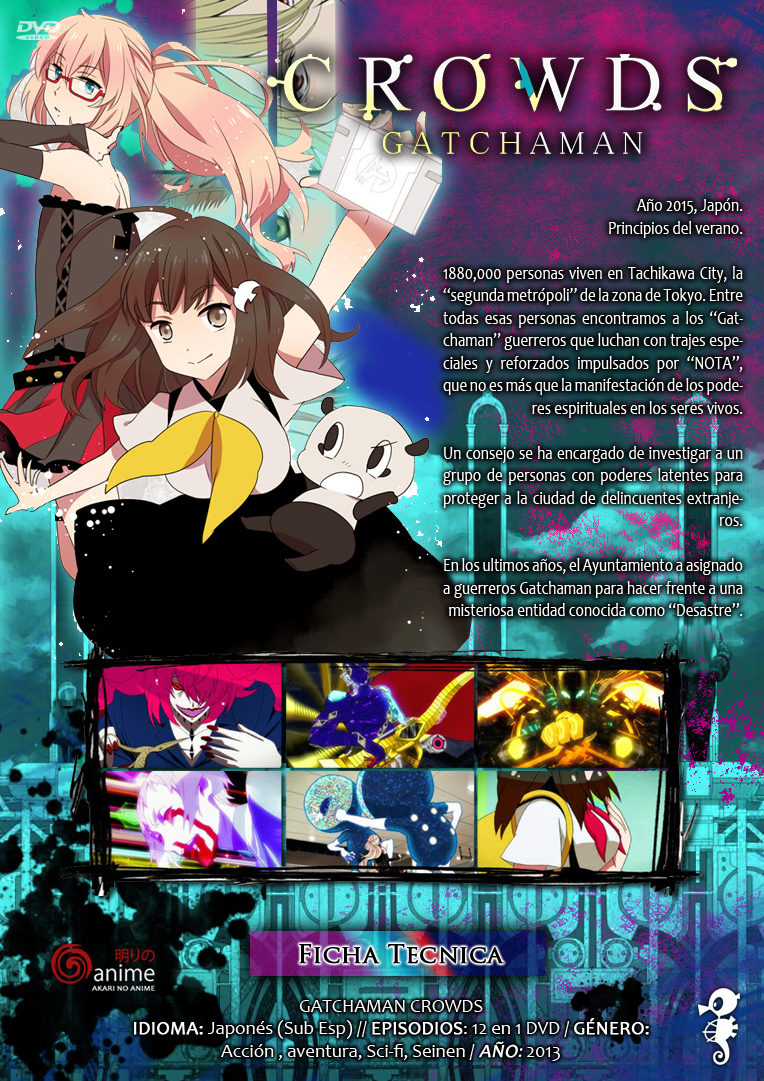 DVD
VIDEO
CROWDS
GATCHAMAN
Año 2015, Japón.
Principios del verano.
1880,000 personas viven en Tachikawa City, la
“segunda metrópoli” de la zona de Tokyo. Entre
todas esas personas encontramos a los “Gat-
chaman” guerreros que luchan con trajes espe-
ciales y reforzados impulsados por “NOTA”,
que no es más que la manifestación de los pode-
res espirituales en los seres vivos.
Un consejo se ha encargado de investigar a un
grupo de personas con poderes latentes para
proteger a la ciudad de delincuentes extranje-
ros.
En los ultimos años, el Ayuntamiento a asignado
a guerreros Gatchaman para hacer frente a una
misteriosa entidad conocida como “Desastre”.
明りの
anime
AKARI NO ANIME
FICHA TECNICA
GATCHAMAN CROWDS
IDIOMA: Japonés (Sub Esp) // EPISODIOS: 12 en 1 DVD / GÉNERO:
Acción , aventura, Sci-fi, Seinen / AÑO: 2013